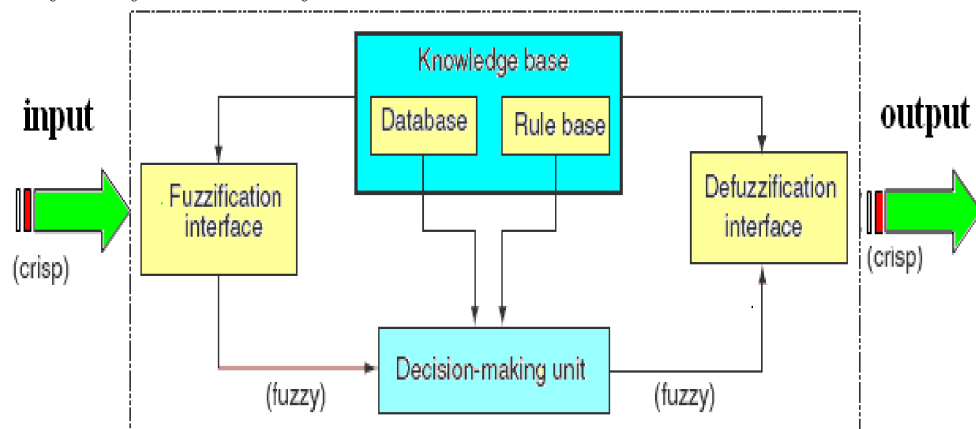 Knowledge base
input
Database
Rule base
output
Fuzzification
interface
Defuzzification
interface
(crisp)
(crisp)
Decision-making unit
(fuzzy)
(fuzzy)